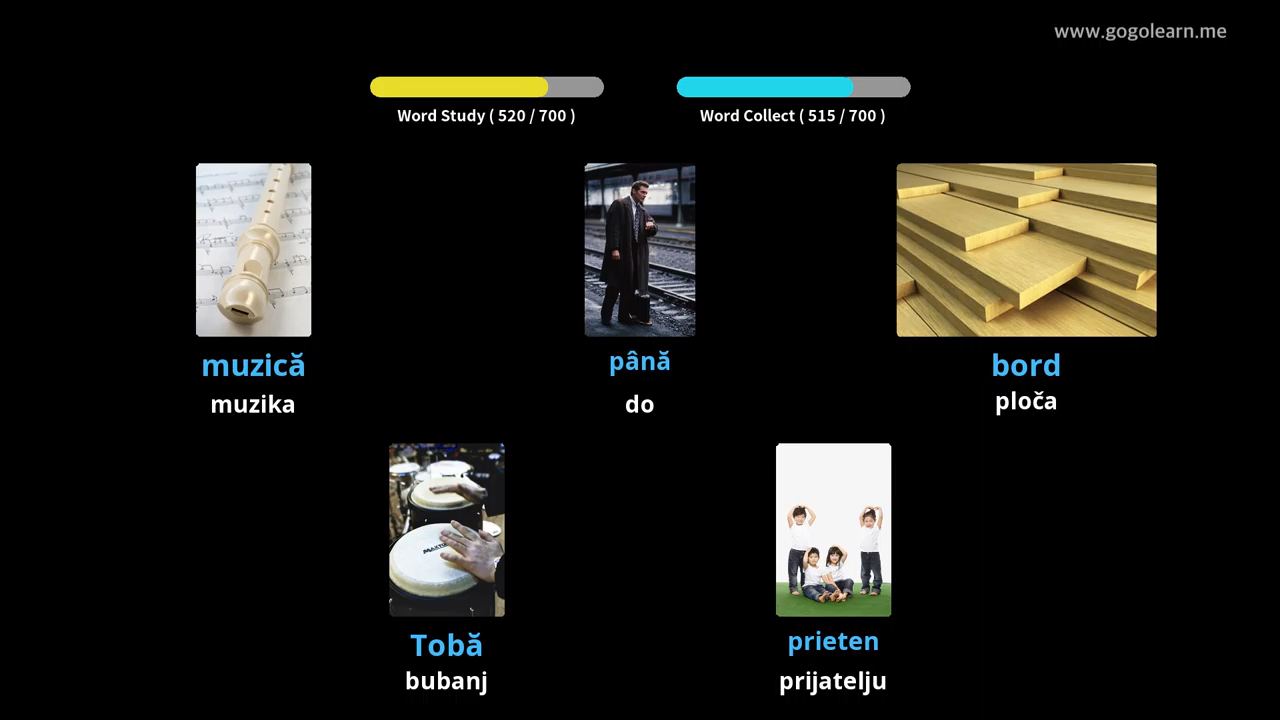 www.gogolearn.me
Word Study ( 520 / 700 )
Word Collect ( 515 / 700 )
muzică
muzika
până
do
bord
ploča
Tobă
bubanj
prieten
prijatelju